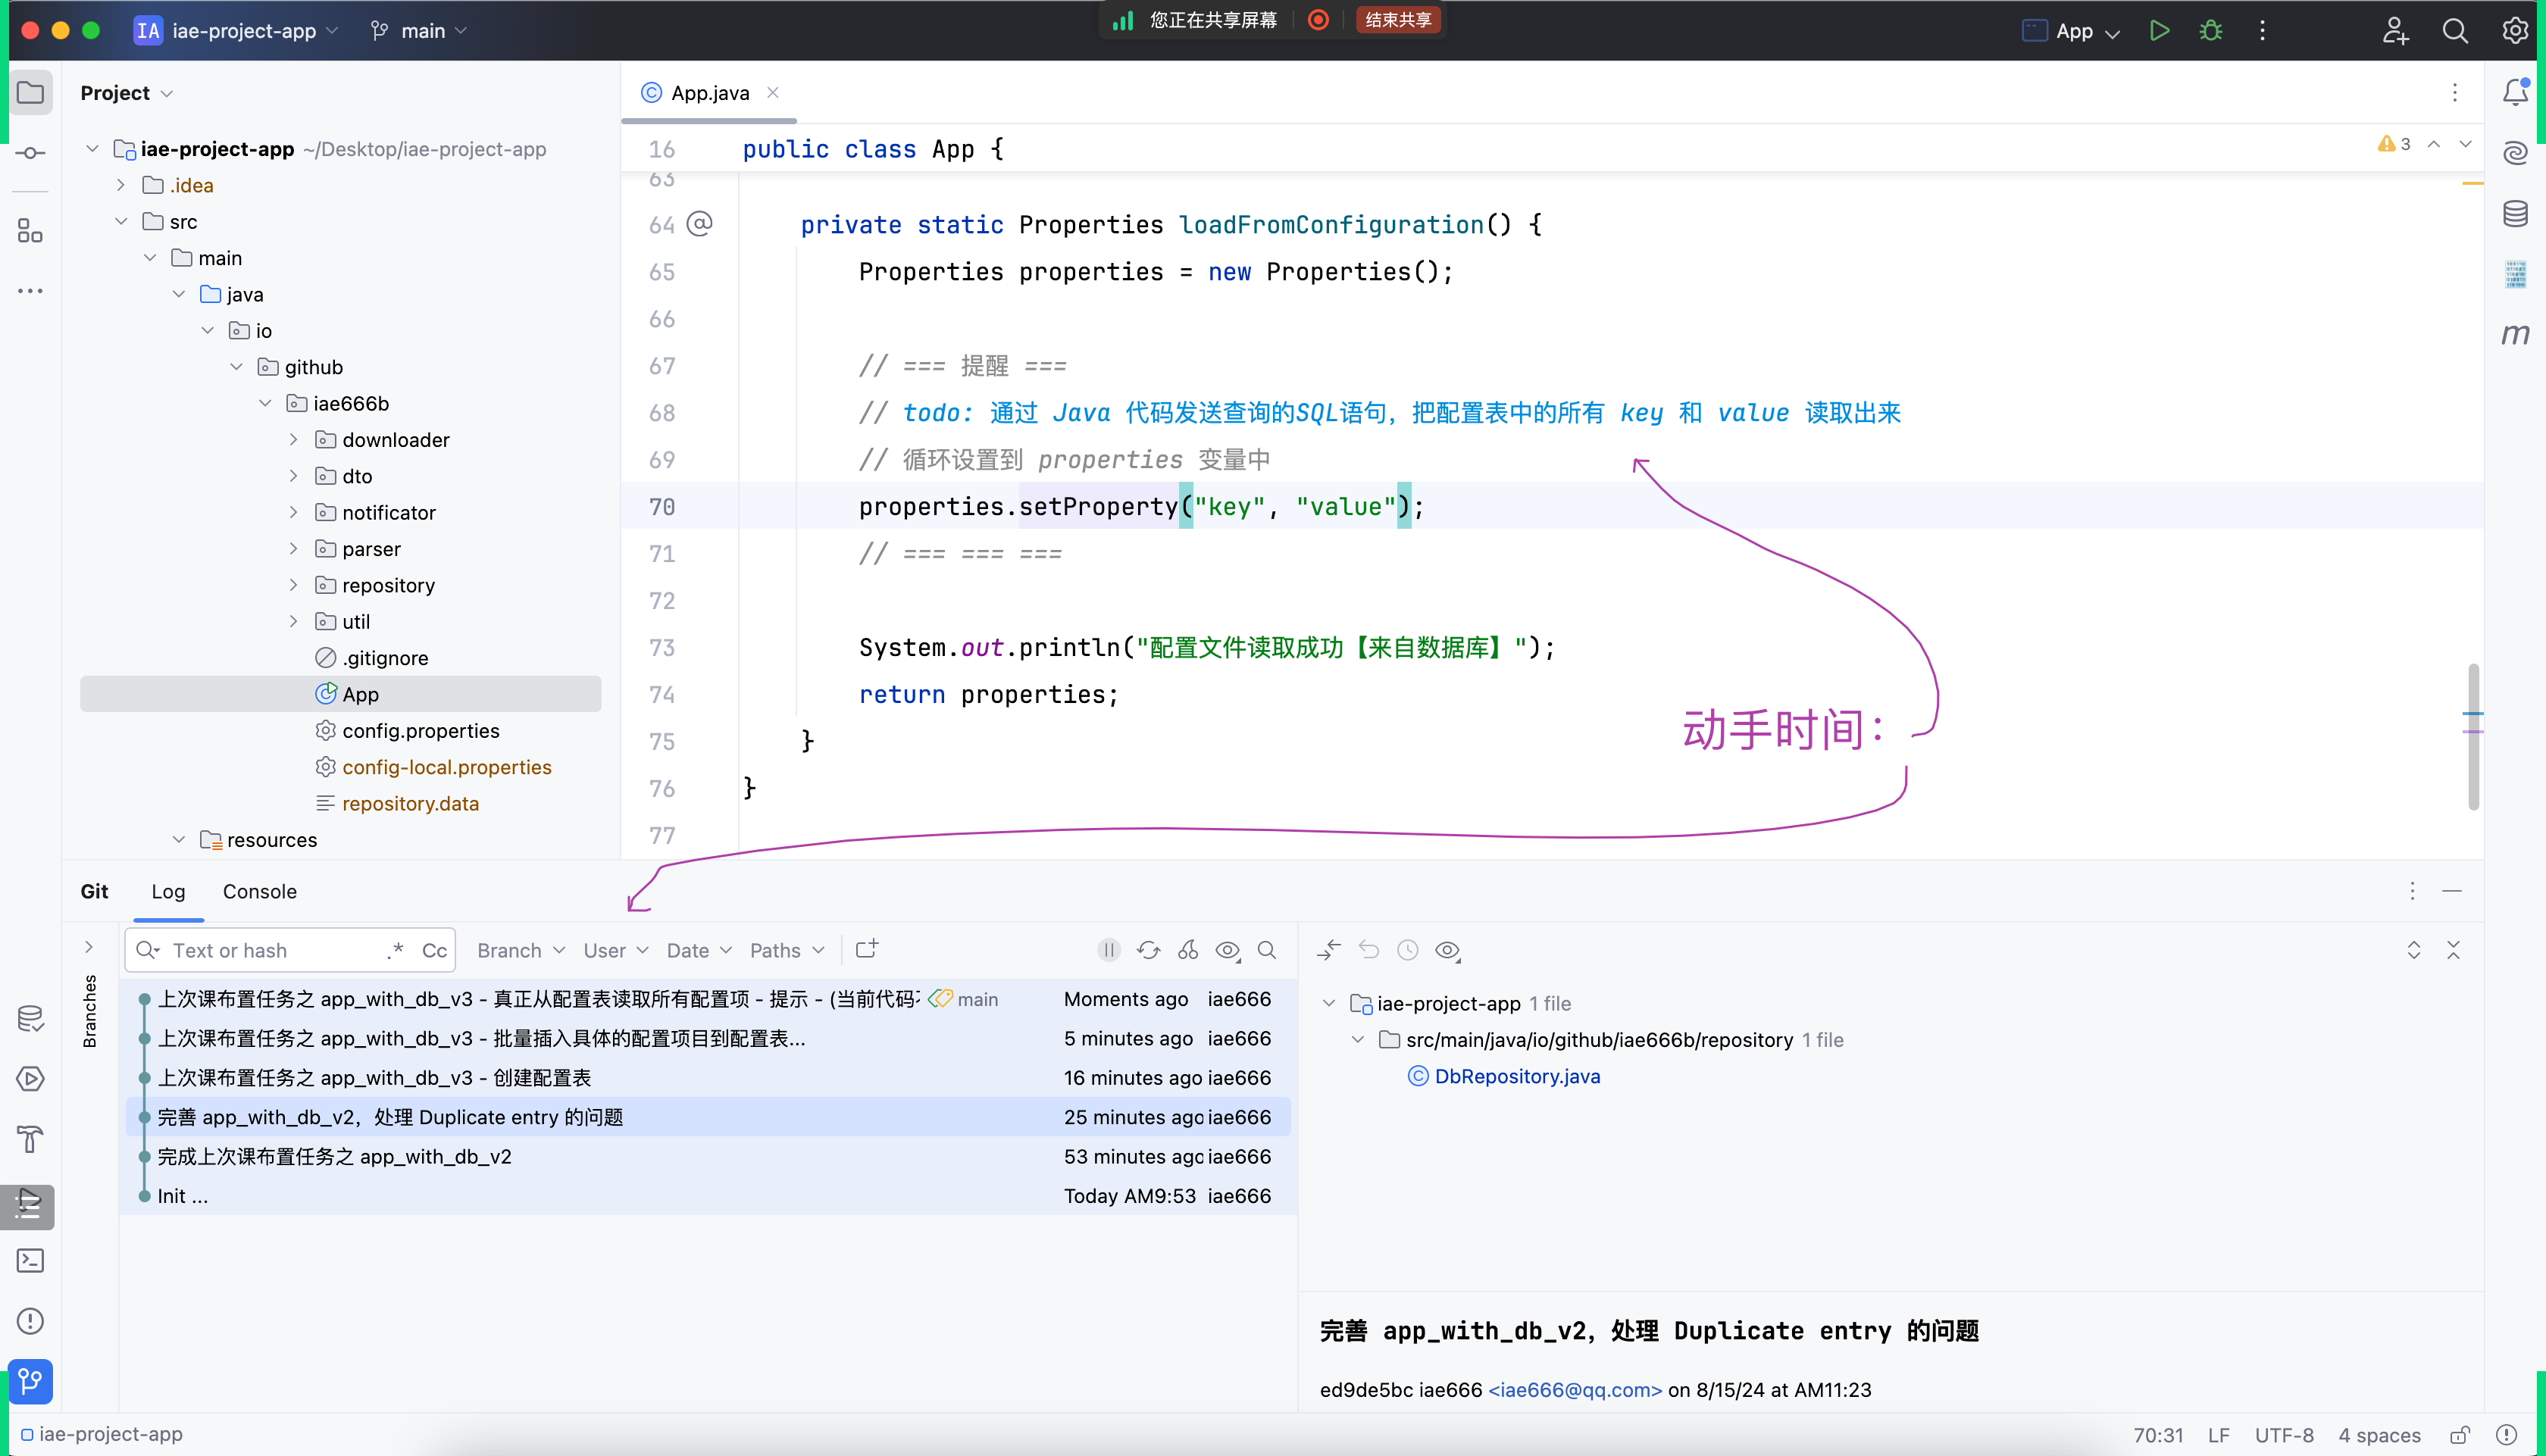 IA iae-project-app main
您正在共享屏幕 结束共享
App
Project
iae-project-app ~/Desktop/iae-project-app
.idea
src
main
java
io
github
iae666b
downloader
dto
notificator
parser
repository
util
.gitignore
App
config.properties
config-local.properties
repository.data
resources
App.java
16 public class App {
3
63
64 @ private static Properties loadFromConfiguration() {
65 Properties properties = new Properties();
66
67 // === 提醒 ===
68 // todo: 通过 Java 代码发送查询的SQL语句，把配置表中的所有 key 和 value 读取出来
69 // 循环设置到 properties 变量中
70 properties.setProperty("key", "value");
71 // === === ===
72
73 System.out.println("配置文件读取成功【来自数据库】");
74 return properties;
75 }
76 }
77
动手时间：
m
Git Log Console
Branches
Text or hash .* Cc Branch User Date Paths
上次课布置任务之 app_with_db_v3 - 真正从配置表读取所有配置项 - 提示 - (当前代码 main Moments ago iae666
上次课布置任务之 app_with_db_v3 - 批量插入具体的配置项目到配置表... 5 minutes ago iae666
上次课布置任务之 app_with_db_v3 - 创建配置表 16 minutes ago iae666
完善 app_with_db_v2，处理 Duplicate entry 的问题 25 minutes ago iae666
完成上次课布置任务之 app_with_db_v2 53 minutes ago iae666
Init ... Today AM9:53 iae666
iae-project-app 1 file
src/main/java/io/github/iae666b/repository 1 file
DbRepository.java
完善 app_with_db_v2，处理 Duplicate entry 的问题
ed9de5bc iae666 <iae666@qq.com> on 8/15/24 at AM11:23
iae-project-app
70:31 LF UTF-8 4 spaces